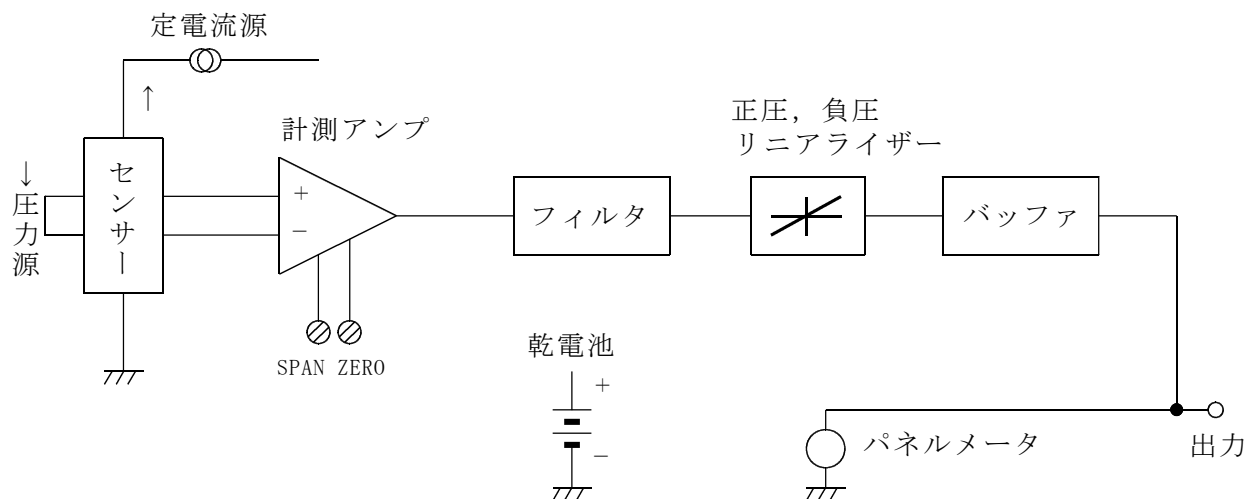 定電流源
↑
計測アンプ
正圧，負圧
リニアライザー
↓圧力源
センサー
＋
－
フィルタ
バッファ
SPAN ZERO
乾電池
＋
－
パネルメータ
出力